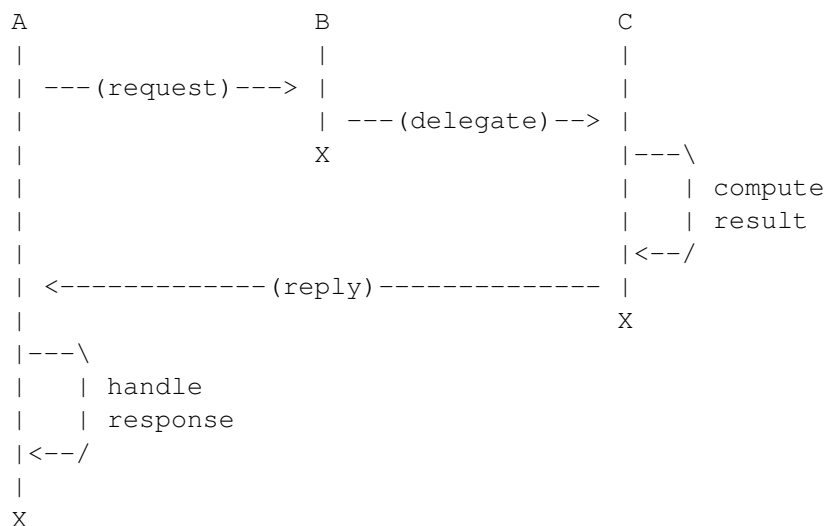 A B C
| | |
| ---(request)---> | |
| | ---(delegate)--> |
| X |---\
| | | compute
| | | result
| |<--/
| <-------------(reply)-------------- |
| X
|---\
| | handle
| | response
|<--/
|
X